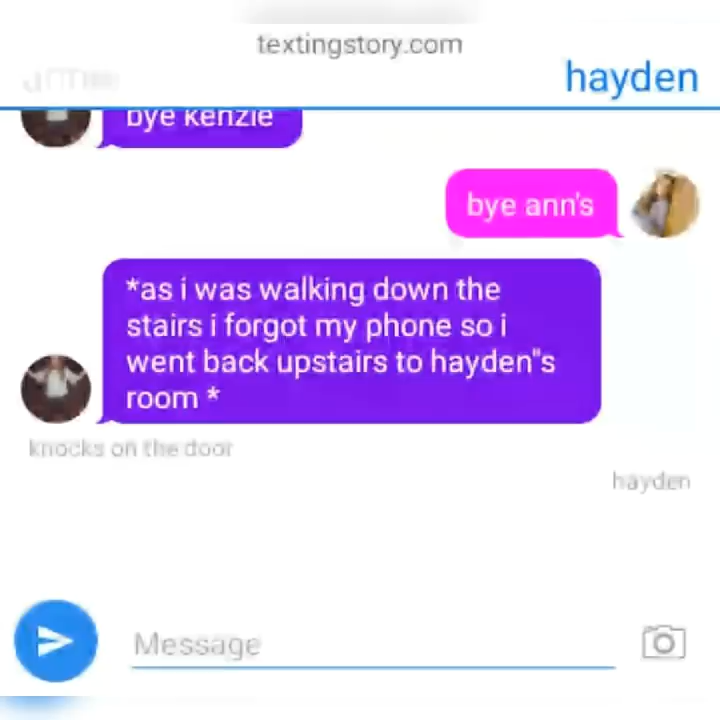 textingstory.com
hayden
bye kenzie
bye ann's
*as i was walking down the
stairs i forgot my phone so i
went back upstairs to hayden"s
room *
knocks on the door
hayden
Message